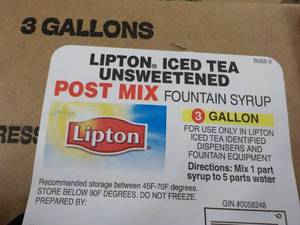 3 GALLONS
B252-3
LIPTON® ICED TEA
UNSWEETENED
POST MIX FOUNTAIN SYRUP
3 GALLON
FOR USE ONLY IN LIPTON
ICED TEA IDENTIFIED
DISPENSERS AND
FOUNTAIN EQUIPMENT
Directions: Mix 1 part
syrup to 5 parts water
Lipton
RESS
Recommended storage between 45F-70F degrees.
STORE BELOW 90F DEGREES. DO NOT FREEZE.
PREPARED BY:
GIN #0058248